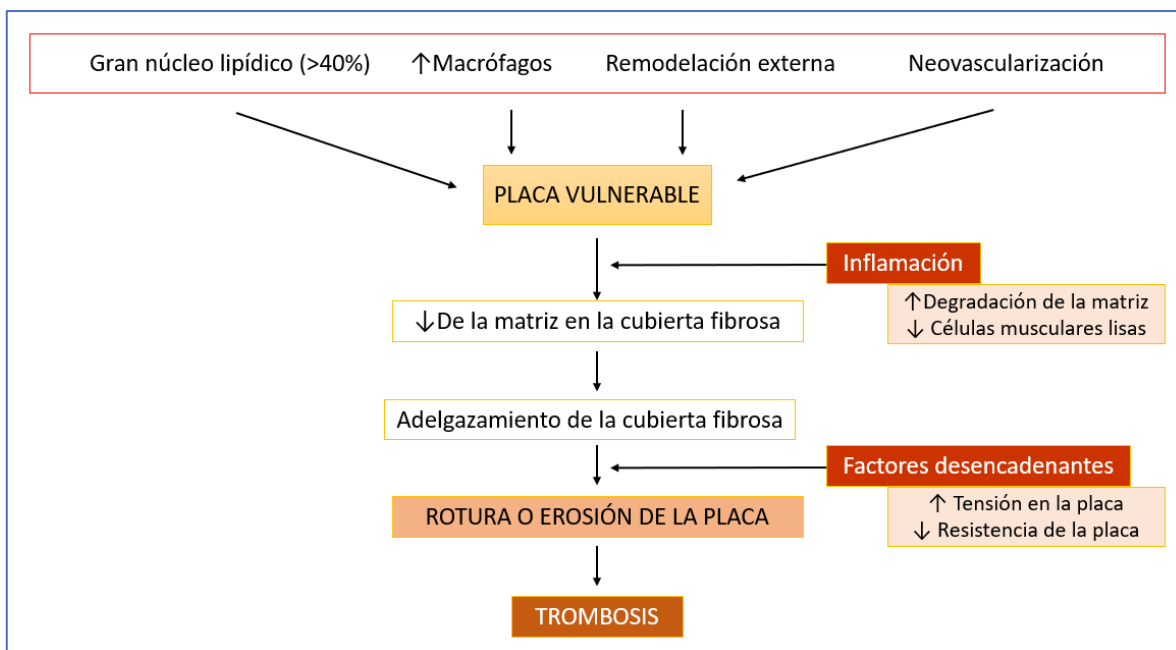 Gran núcleo lipídico (>40%) ↑Macrófagos Remodelación externa Neovascularización
PLACA VULNERABLE
Inflamación
↑Degradación de la matriz
↓ Células musculares lisas
↓De la matriz en la cubierta fibrosa
Adelgazamiento de la cubierta fibrosa
Factores desencadenantes
↑ Tensión en la placa
↓ Resistencia de la placa
ROTURA O EROSIÓN DE LA PLACA
TROMBOSIS